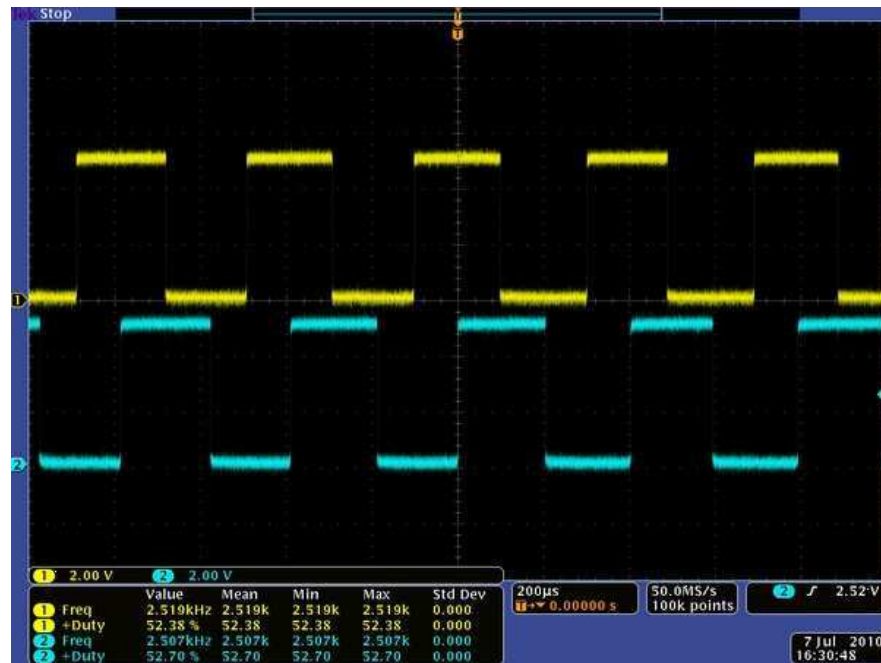 Tek Stop
T
T
1
2
1 2.00 V 2 2.00 V
Value Mean Min Max Std Dev
1 Freq 2.519kHz 2.519k 2.519k 2.519k 0.000
1 +Duty 52.38 % 52.38 52.38 52.38 0.000
2 Freq 2.507kHz 2.507k 2.507k 2.507k 0.000
2 +Duty 52.70 % 52.70 52.70 52.70 0.000
200µs
T→▼ 0.00000 s
50.0MS/s
100k points
2 ʃ 2.52 V
7 Jul 2010
16:30:48